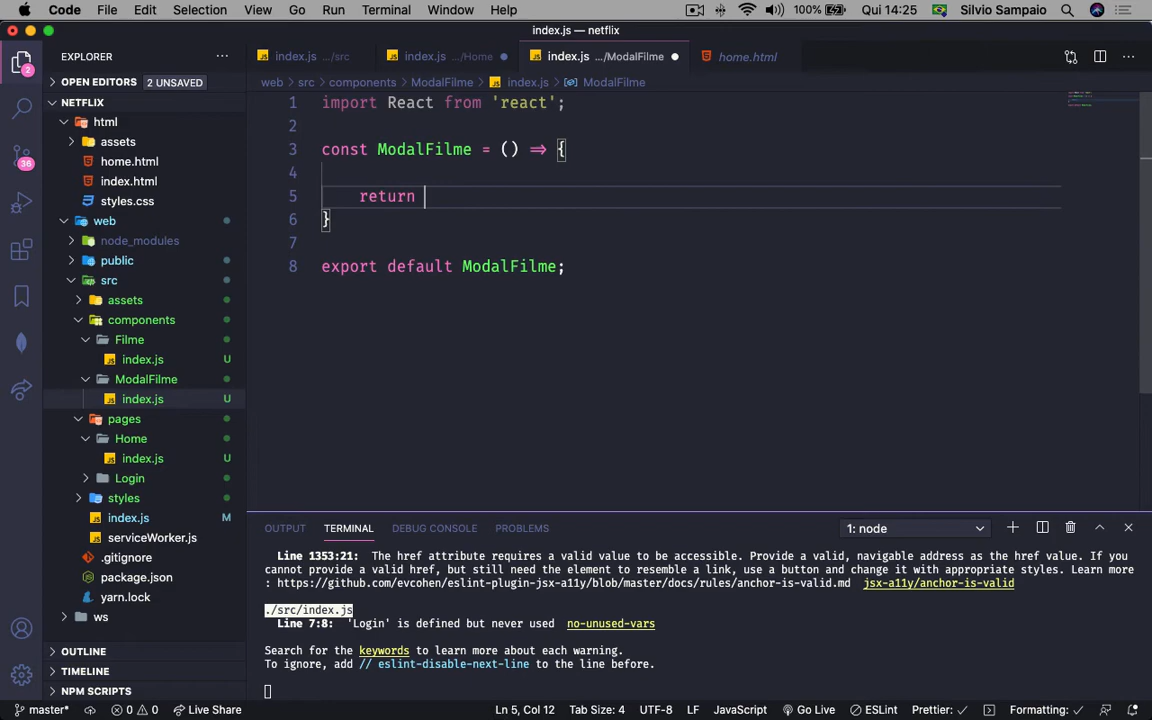 Code File Edit Selection View Go Run Terminal Window Help 100% Qui 14:25 Silvio Sampaio
index.js — netflix
EXPLORER
index.js .../src
index.js .../Home
index.js .../ModalFilme
home.html
OPEN EDITORS 2 UNSAVED
web > src > components > ModalFilme > index.js > ModalFilme
NETFLIX
html
assets
home.html
index.html
styles.css
web
node_modules
public
src
assets
components
Filme
index.js U
ModalFilme
index.js U
pages
Home
index.js U
Login
styles
index.js M
serviceWorker.js
.gitignore
package.json
yarn.lock
ws
OUTLINE
TIMELINE
NPM SCRIPTS
2
36
1 import React from 'react';
2
3 const ModalFilme = () => {
4
5 return
6 }
7
8 export default ModalFilme;
OUTPUT TERMINAL DEBUG CONSOLE PROBLEMS 1: node
Line 1353:21: The href attribute requires a valid value to be accessible. Provide a valid, navigable address as the href value. If you
cannot provide a valid href, but still need the element to resemble a link, use a button and change it with appropriate styles. Learn more
: https://github.com/evcohen/eslint-plugin-jsx-a11y/blob/master/docs/rules/anchor-is-valid.md jsx-a11y/anchor-is-valid
./src/index.js
Line 7:8: 'Login' is defined but never used no-unused-vars
Search for the keywords to learn more about each warning.
To ignore, add // eslint-disable-next-line to the line before.
master* 0 0 Live Share Ln 5, Col 12 Tab Size: 4 UTF-8 LF JavaScript Go Live ESLint Prettier: ✓ Formatting: ✓